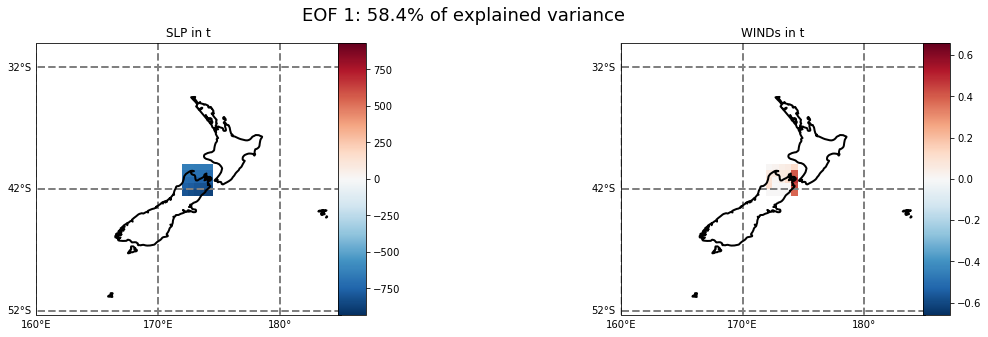 EOF 1: 58.4% of explained variance
SLP in t
WINDs in t
32°S
42°S
52°S
160°E
170°E
180°
750
500
250
0
−250
−500
−750
32°S
42°S
52°S
160°E
170°E
180°
0.6
0.4
0.2
0.0
−0.2
−0.4
−0.6